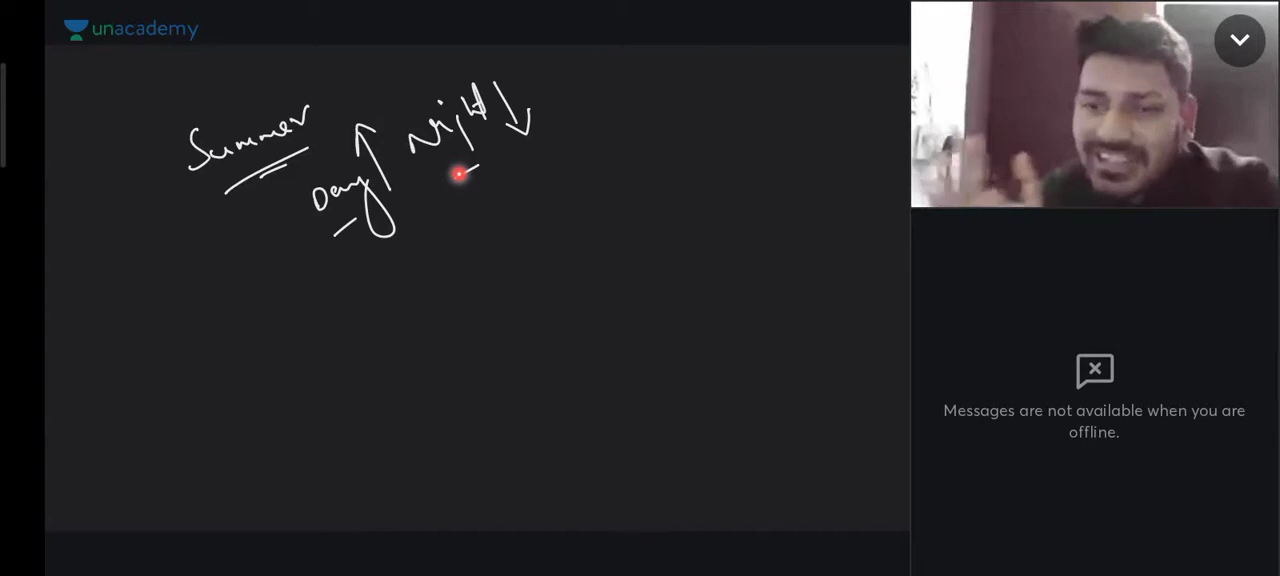 unacademy
Summer Day ↑ Night ↓
Messages are not available when you are
offline.